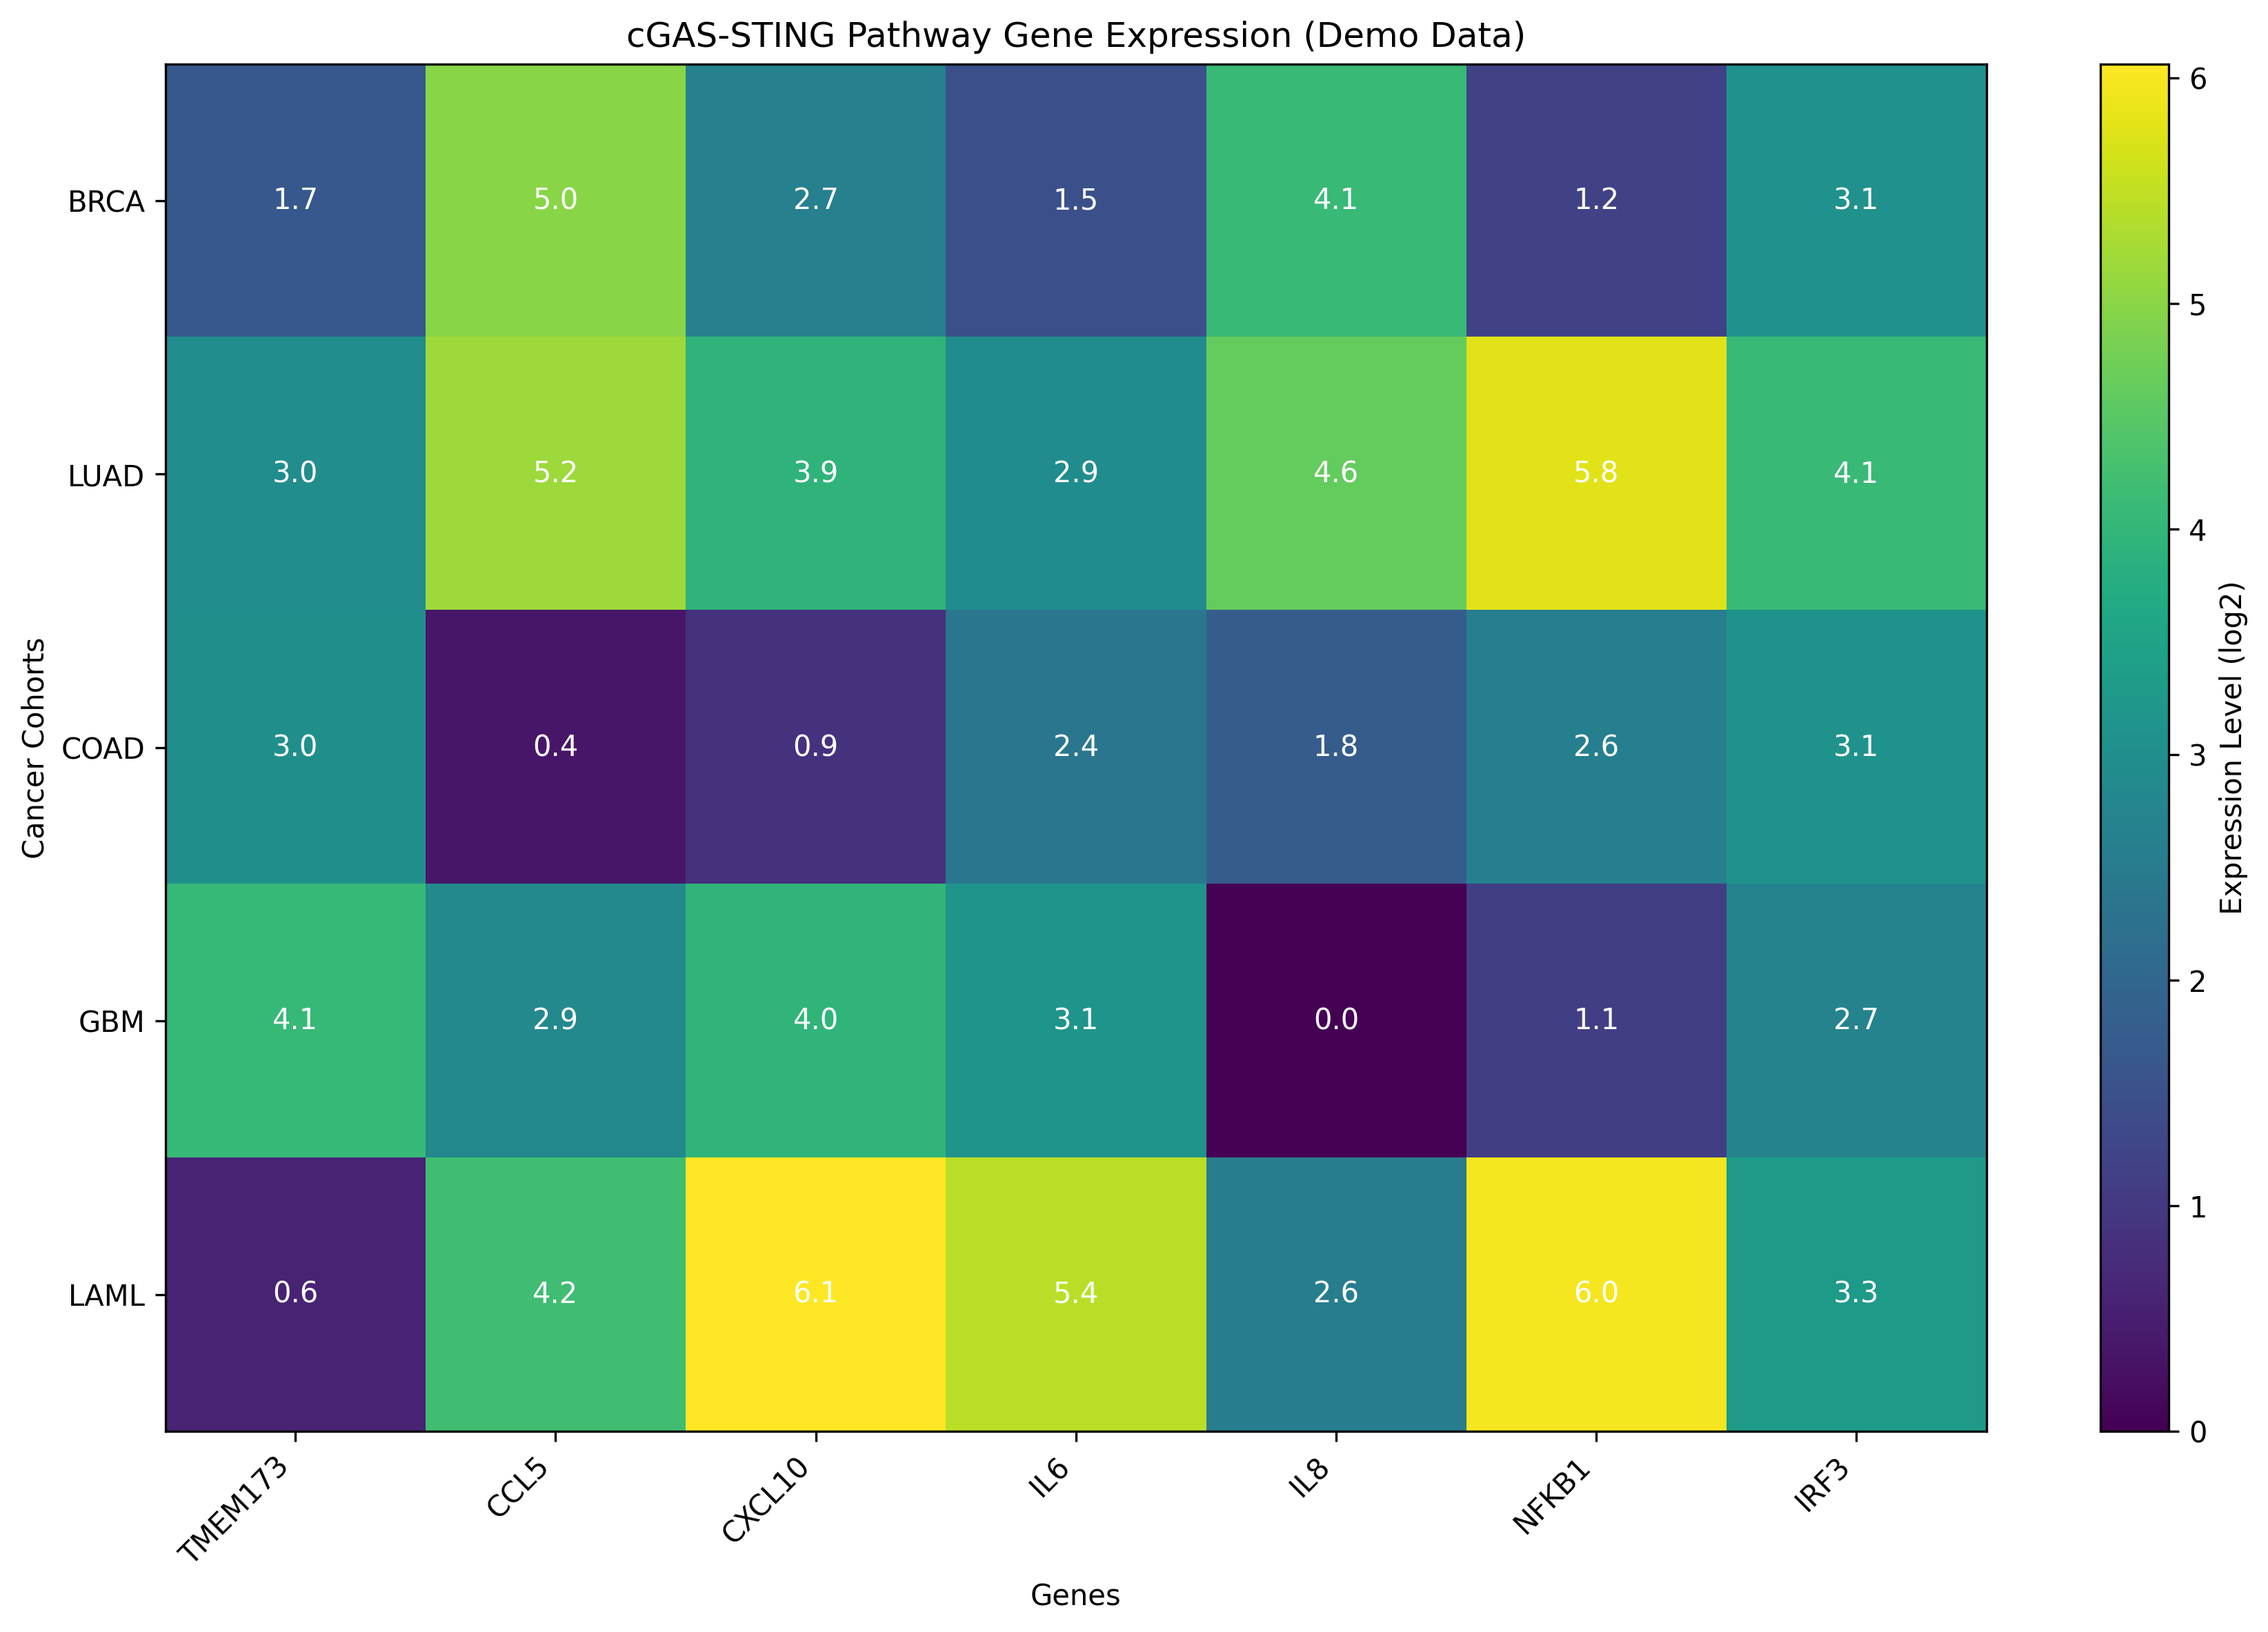 cGAS-STING Pathway Gene Expression (Demo Data)
BRCA 1.7 5.0 2.7 1.5 4.1 1.2 3.1
LUAD 3.0 5.2 3.9 2.9 4.6 5.8 4.1
COAD 3.0 0.4 0.9 2.4 1.8 2.6 3.1
GBM 4.1 2.9 4.0 3.1 0.0 1.1 2.7
LAML 0.6 4.2 6.1 5.4 2.6 6.0 3.3
TMEM173 CCL5 CXCL10 IL6 IL8 NFKB1 IRF3
Genes
Cancer Cohorts
6
5
4
3
2
1
0
Expression Level (log2)